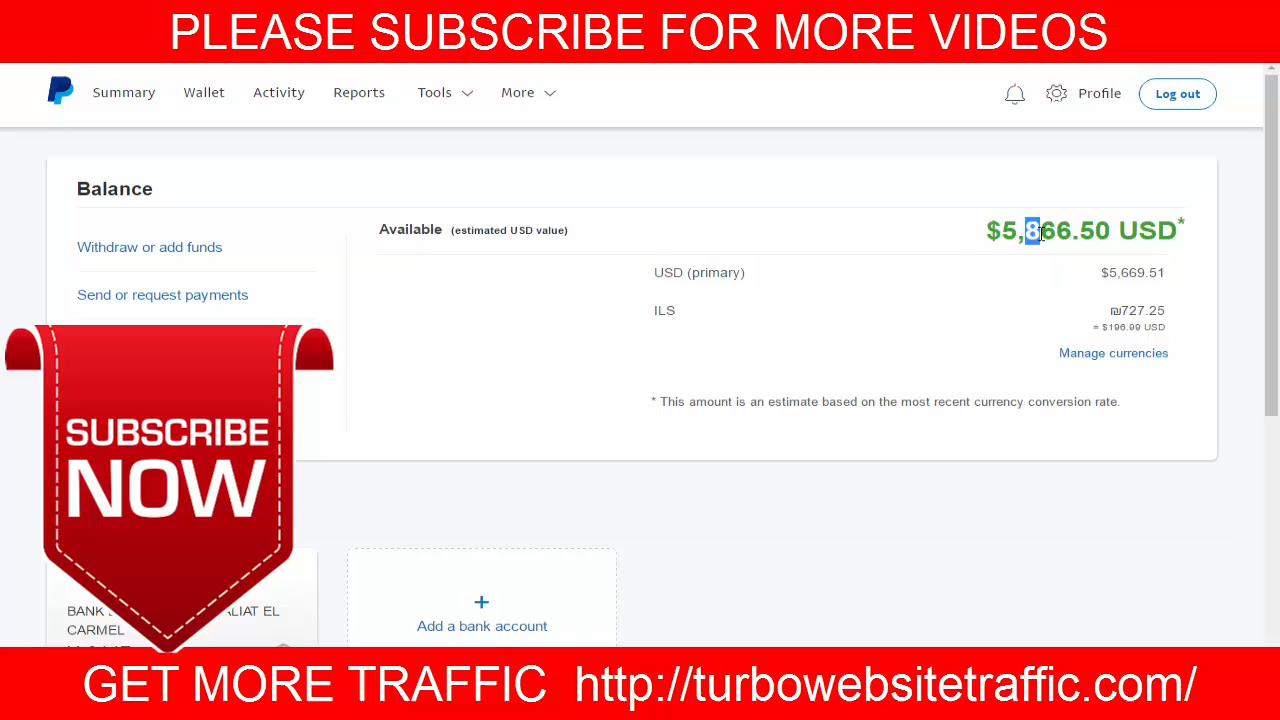 PLEASE SUBSCRIBE FOR MORE VIDEOS
Summary Wallet Activity Reports Tools More Profile Log out
Balance
Available (estimated USD value) $5,866.50 USD*
Withdraw or add funds
USD (primary) $5,669.51
Send or request payments
ILS ₪727.25
= $196.99 USD
Manage currencies
* This amount is an estimate based on the most recent currency conversion rate.
SUBSCRIBE
NOW
BANK
ALIAT EL
CARMEL
+
Add a bank account
GET MORE TRAFFIC http://turbowebsitetraffic.com/